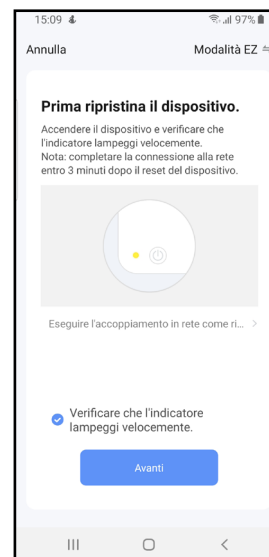 15:09 97%
Annulla Modalità EZ
Prima ripristina il dispositivo.
Accendere il dispositivo e verificare che
l'indicatore lampeggi velocemente.
Nota: completare la connessione alla rete
entro 3 minuti dopo il reset del dispositivo.
Eseguire l'accoppiamento in rete come ri...
Verificare che l'indicatore
lampeggi velocemente.
Avanti